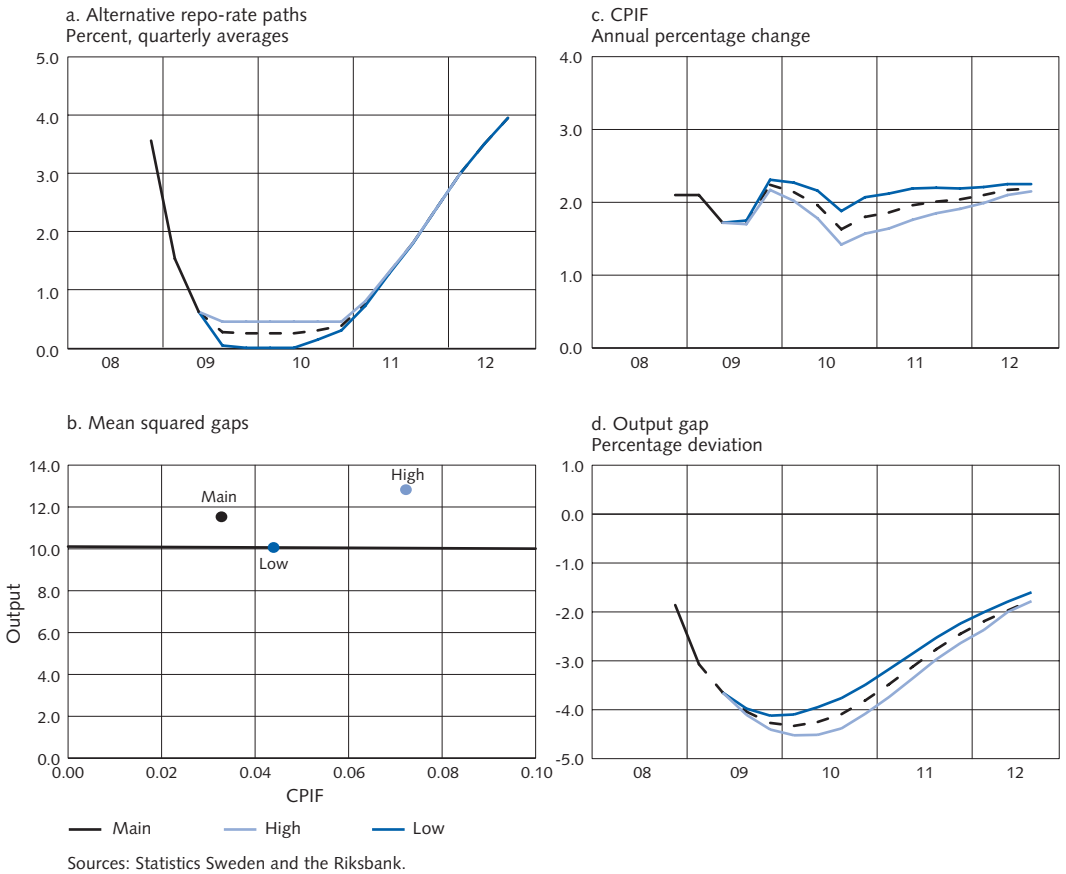 a. Alternative repo-rate paths
Percent, quarterly averages
5.0
4.0
3.0
2.0
1.0
0.0
08 09 10 11 12
c. CPIF
Annual percentage change
4.0
3.0
2.0
1.0
0.0
08 09 10 11 12
b. Mean squared gaps
14.0
12.0
10.0
8.0
6.0
4.0
2.0
0.0
Output
High
Main
Low
0.00 0.02 0.04 0.06 0.08 0.10
CPIF
d. Output gap
Percentage deviation
1.0
0.0
-1.0
-2.0
-3.0
-4.0
-5.0
08 09 10 11 12
Main High Low
Sources: Statistics Sweden and the Riksbank.